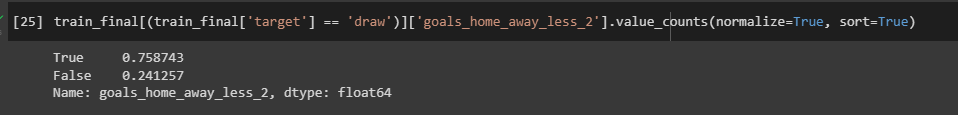 [25] train_final[(train_final['target'] == 'draw')]['goals_home_away_less_2'].value_counts(normalize=True, sort=True)
True     0.758743
False    0.241257
Name: goals_home_away_less_2, dtype: float64